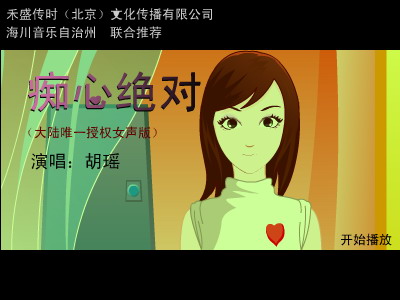 禾盛传时（北京）文化传播有限公司
海川音乐自治州　联合推荐
痴心绝对
（大陆唯一授权女声版）
演唱：胡瑶
开始播放